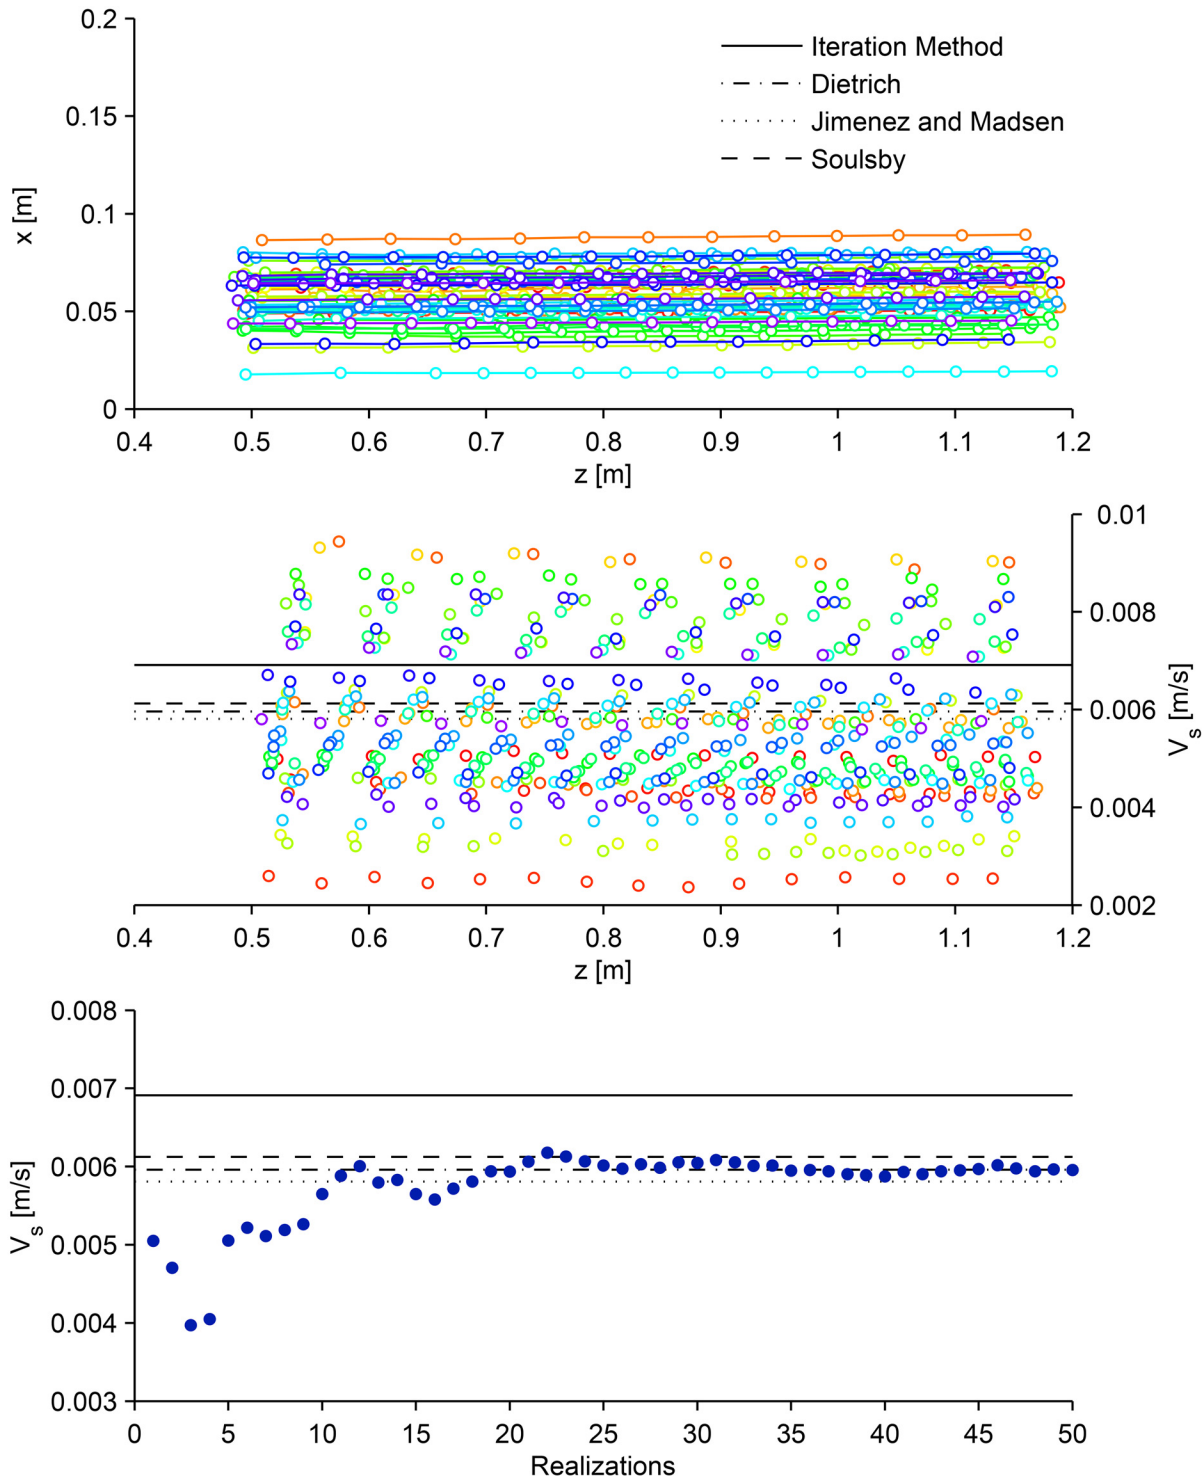 0.2
Iteration Method
Dietrich
0.15
Jimenez and Madsen
Soulsby
x [m]
0.1
0.05
0
0.4 0.5 0.6 0.7 0.8 0.9 1 1.1 1.2
z [m]
0.01
0.008
0.006
V s [m/s]
0.004
0.002
0.4 0.5 0.6 0.7 0.8 0.9 1 1.1 1.2
z [m]
0.008
0.007
0.006
V s [m/s]
0.005
0.004
0.003
0 5 10 15 20 25 30 35 40 45 50
Realizations